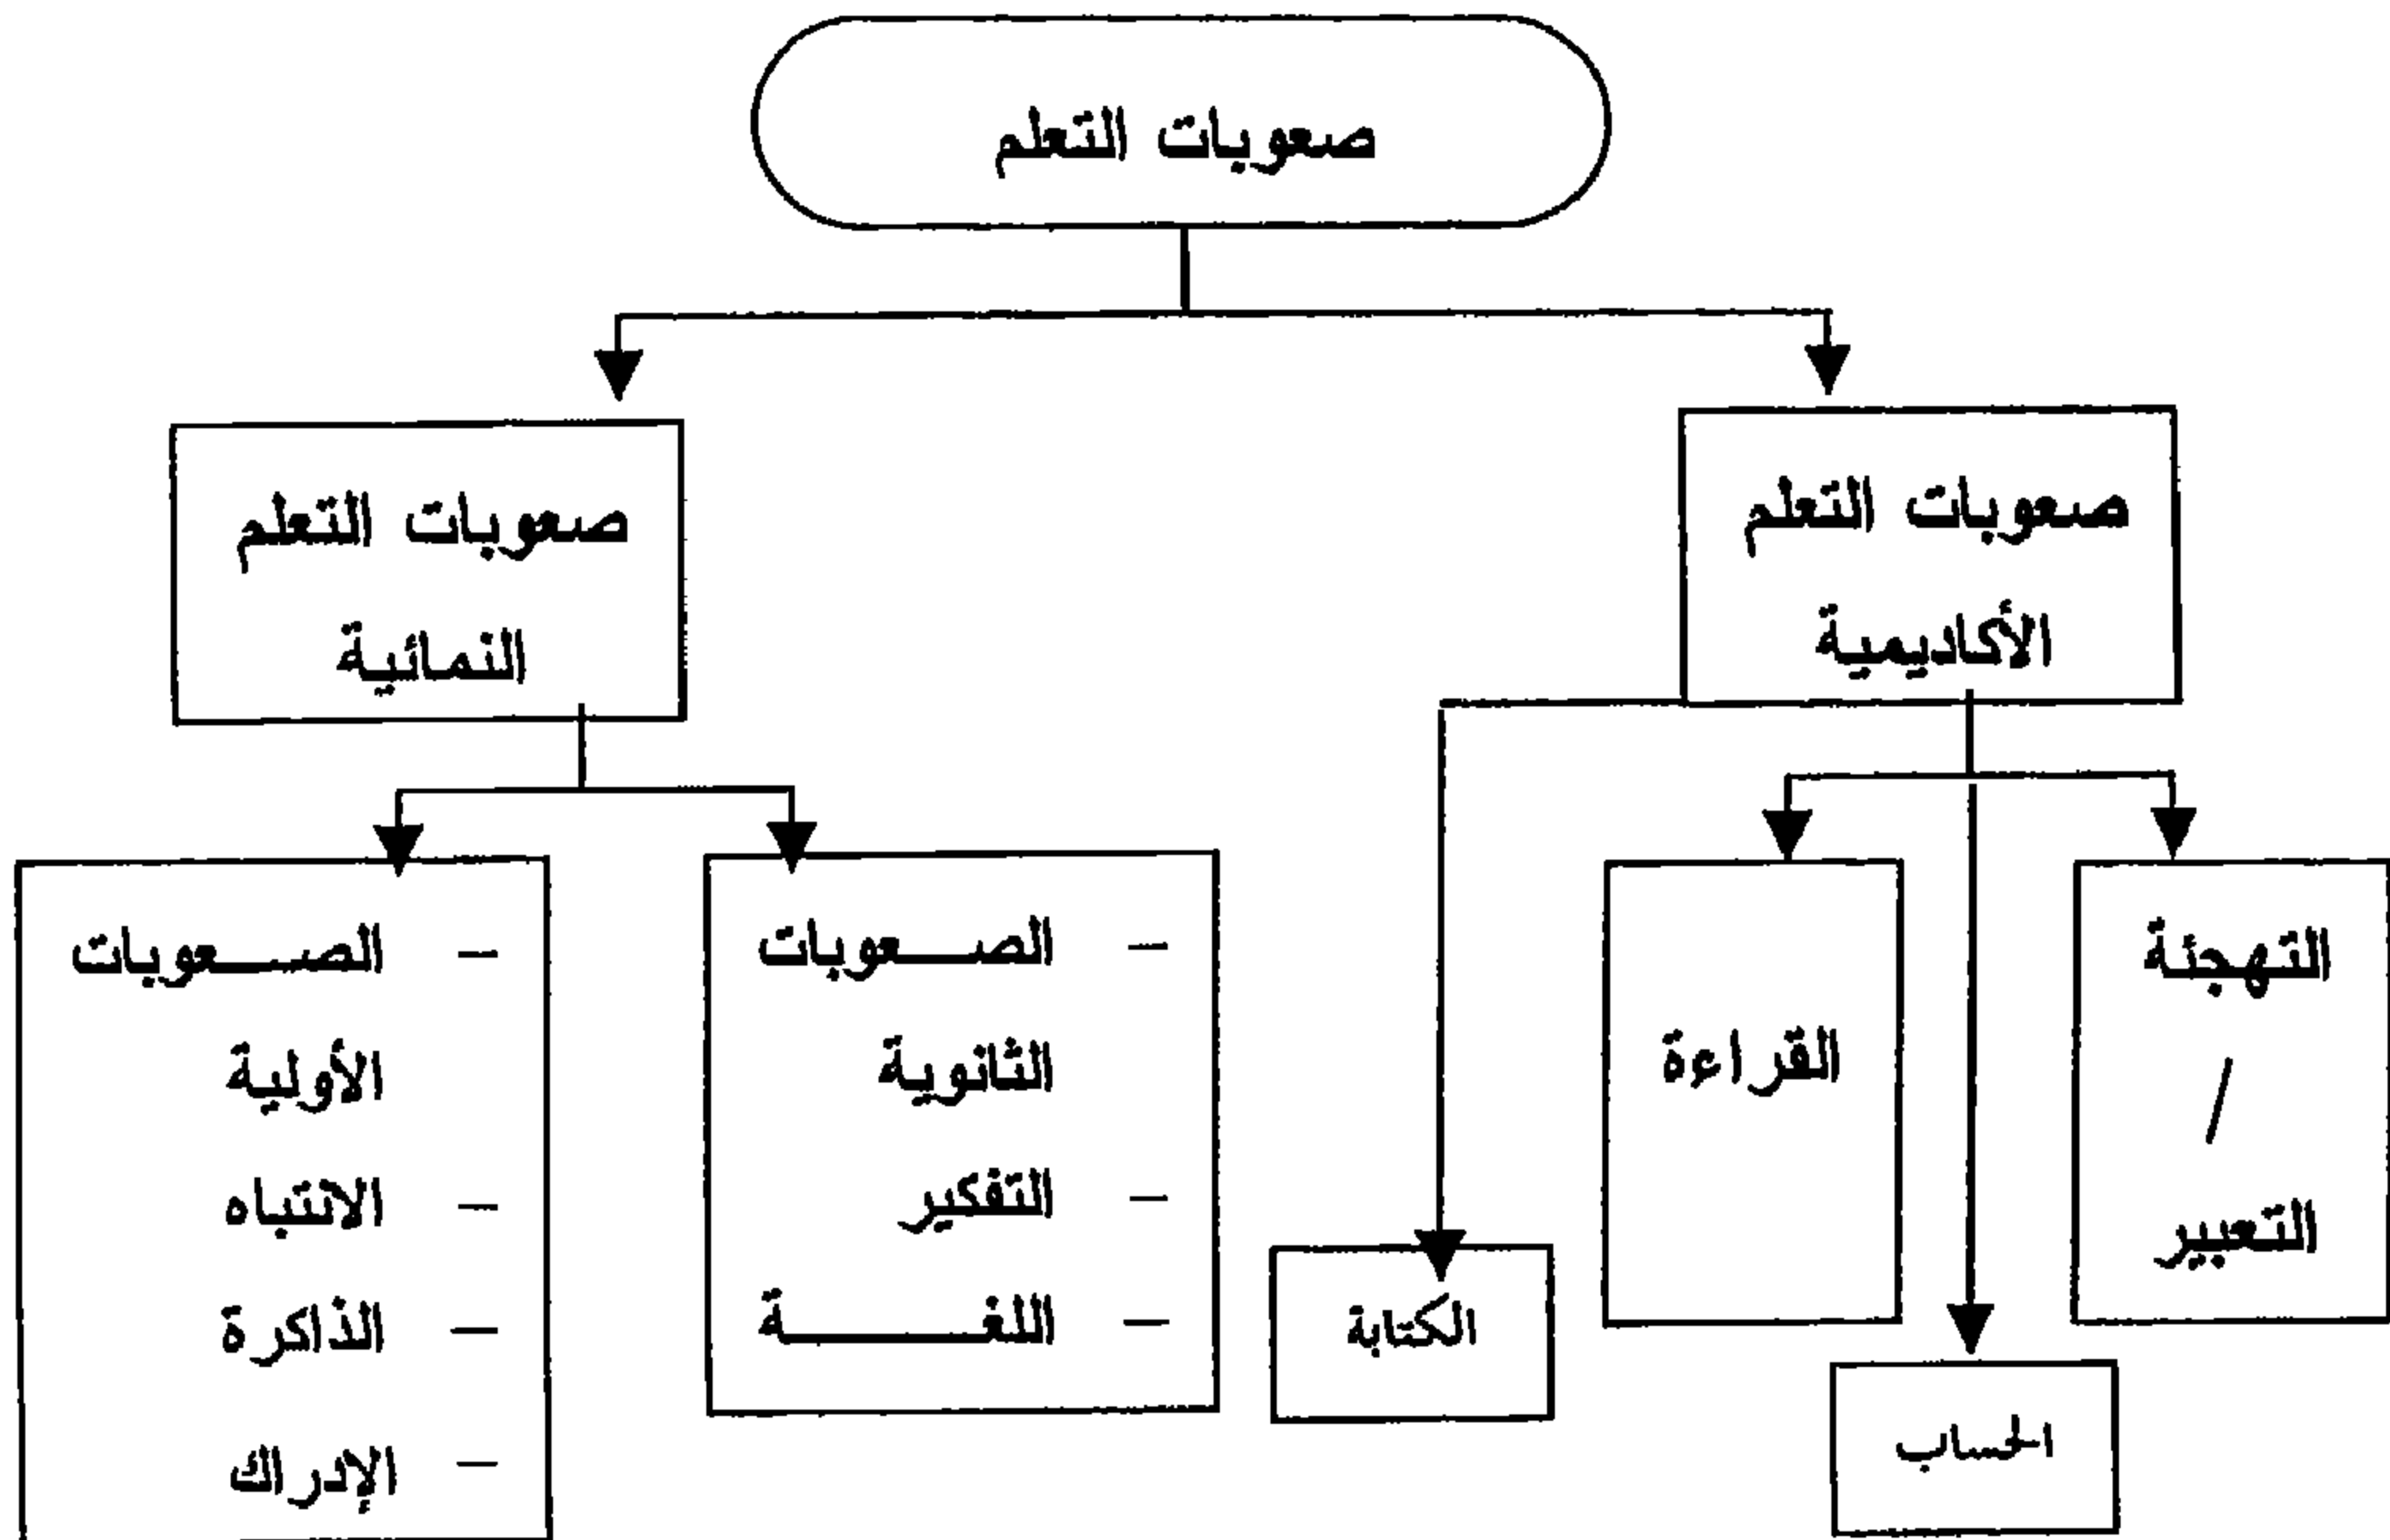 صعوبات التعلم
صعوبات التعلم
الأكاديمية
التهجئة
/
التعبير
القراءة
الحساب
الكتابة
صعوبات التعلم
النمائية
- الصعوبات
الثانوية
- التفكير
- اللغة
- الصعوبات
الأولية
- الانتباه
- الذاكرة
- الإدراك